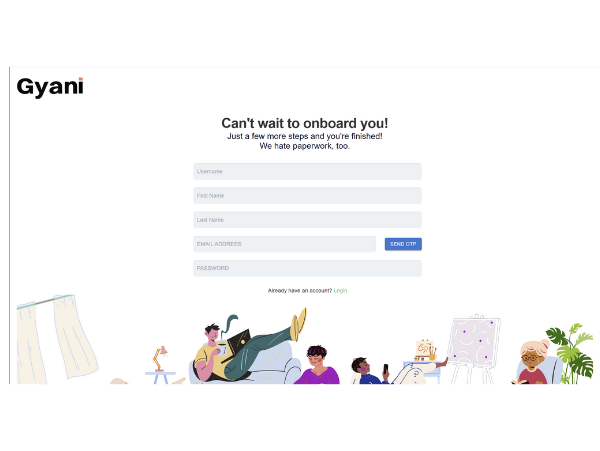 Gyani
Can't wait to onboard you!
Just a few more steps and you're finished!
We hate paperwork, too.
Username
First Name
Last Name
EMAIL ADDRESS
SEND OTP
PASSWORD
Already have an account? Login